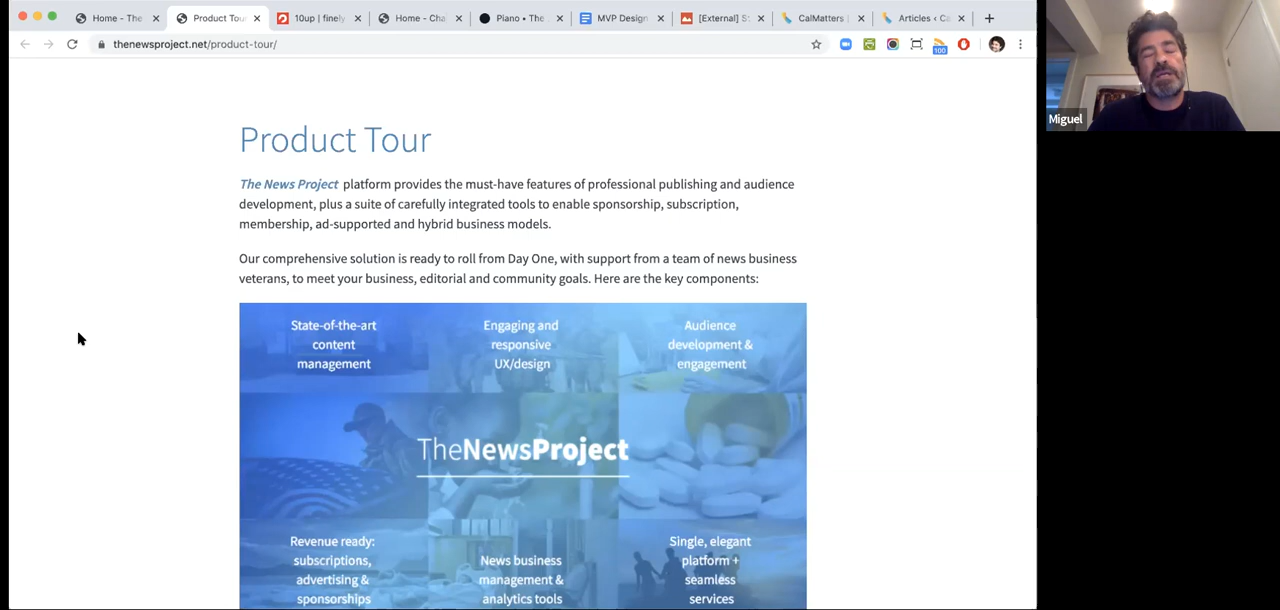 Home - The
Product Tou
10up | finely
Home - Cha
Piano • The
MVP Design
[External] S
CalMatters |
Articles ‹ Ca
thenewsproject.net/product-tour/
100
Miguel
Product Tour
The News Project platform provides the must-have features of professional publishing and audience
development, plus a suite of carefully integrated tools to enable sponsorship, subscription,
membership, ad-supported and hybrid business models.
Our comprehensive solution is ready to roll from Day One, with support from a team of news business
veterans, to meet your business, editorial and community goals. Here are the key components:
State-of-the-art
content
management
Engaging and
responsive
UX/design
Audience
development &
engagement
TheNewsProject
Revenue ready:
subscriptions,
advertising &
sponsorships
News business
management &
analytics tools
Single, elegant
platform +
seamless
services